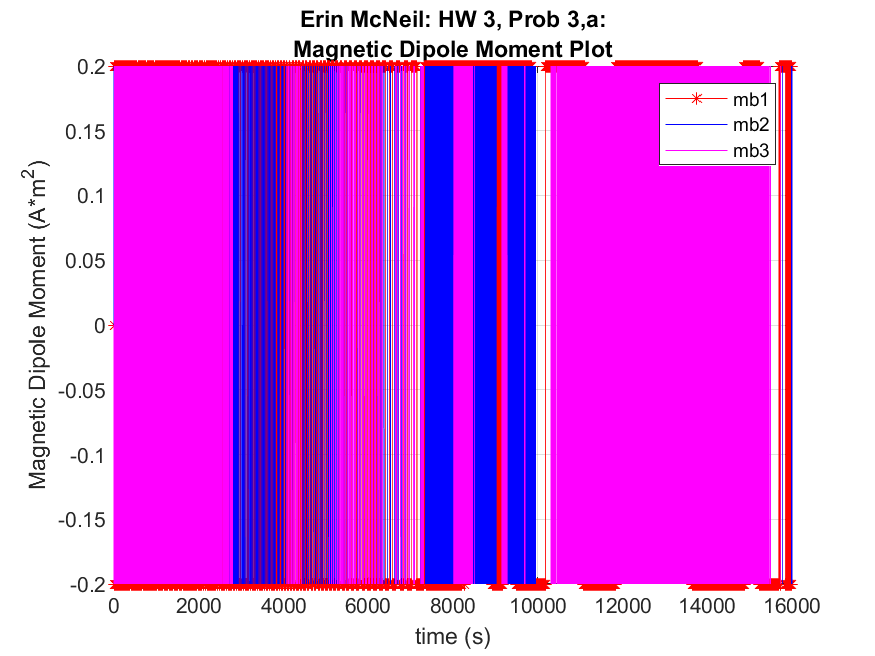 Erin McNeil: HW 3, Prob 3,a:
Magnetic Dipole Moment Plot
0.2
0.15
0.1
0.05
0
-0.05
-0.1
-0.15
-0.2
Magnetic Dipole Moment (A*m²)
mb1
mb2
mb3
0 2000 4000 6000 8000 10000 12000 14000 16000
time (s)